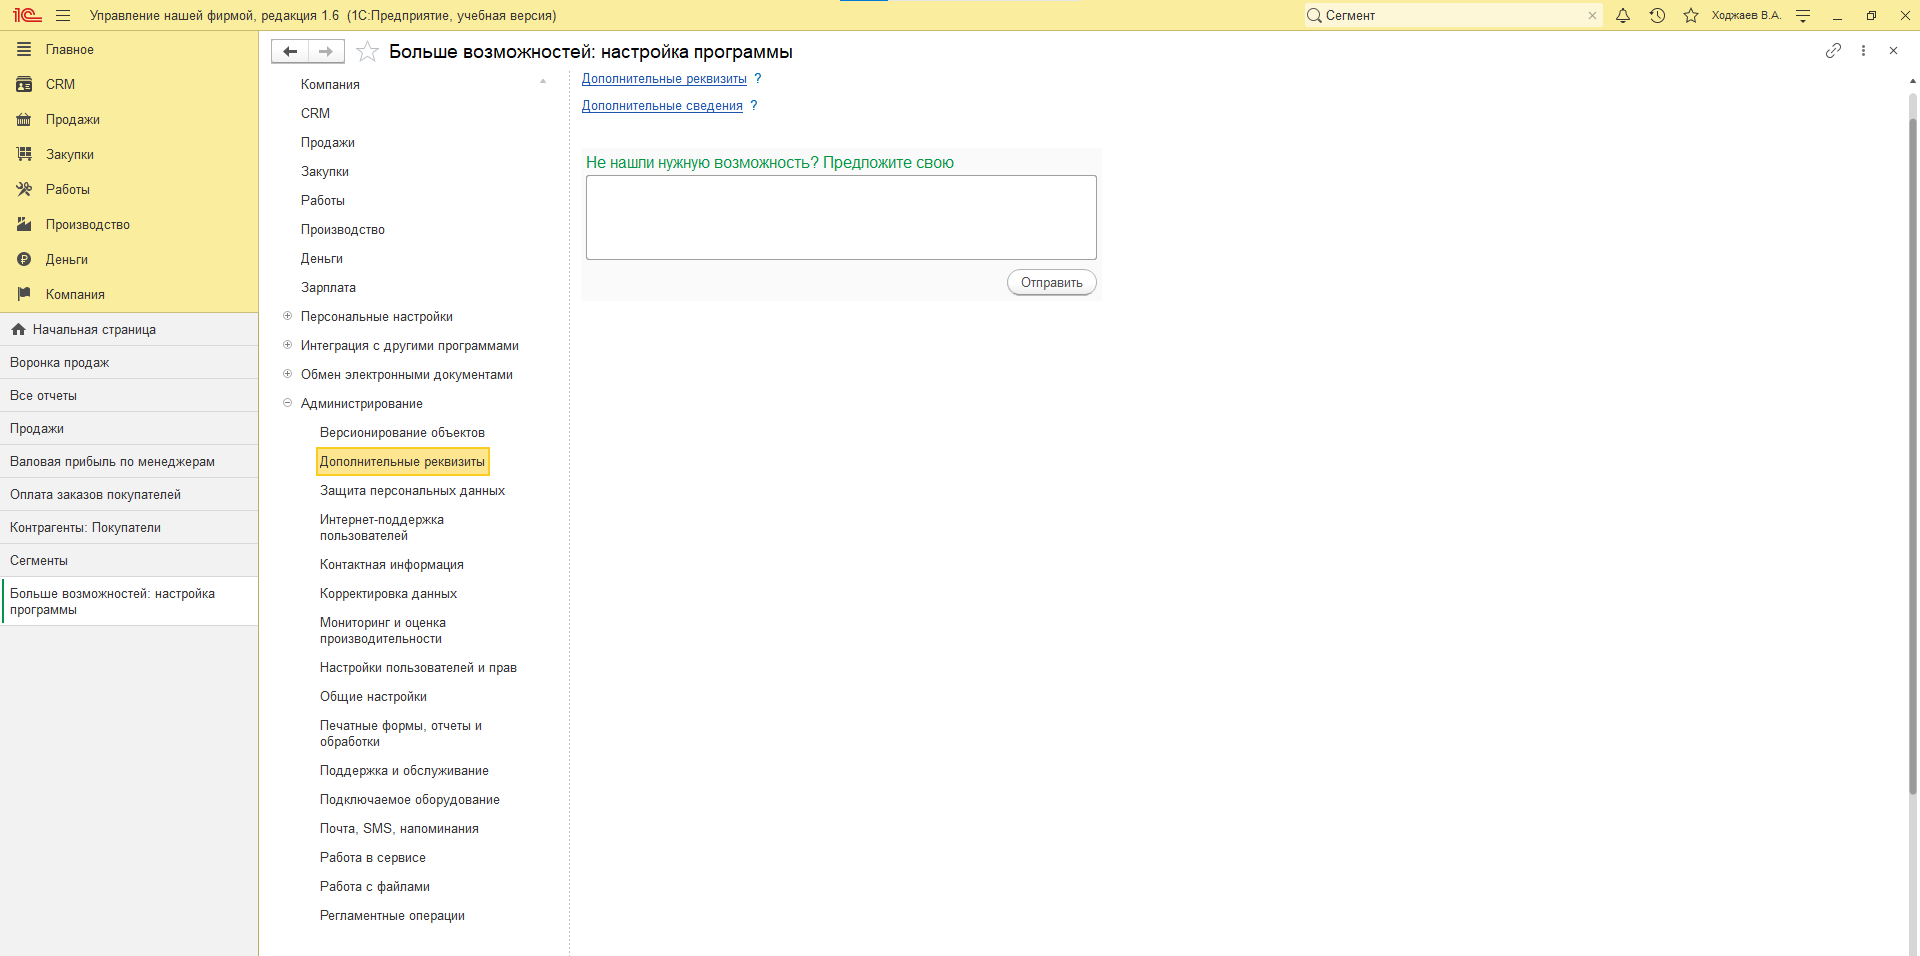 1С Управление нашей фирмой, редакция 1.6 (1С:Предприятие, учебная версия)
Сегмент
Ходжаев В.А.
Главное
CRM
Продажи
Закупки
Работы
Производство
Деньги
Компания
Начальная страница
Воронка продаж
Все отчеты
Продажи
Валовая прибыль по менеджерам
Оплата заказов покупателей
Контрагенты: Покупатели
Сегменты
Больше возможностей: настройка
программы
Больше возможностей: настройка программы
Компания
CRM
Продажи
Закупки
Работы
Производство
Деньги
Зарплата
Персональные настройки
Интеграция с другими программами
Обмен электронными документами
Администрирование
Версионирование объектов
Дополнительные реквизиты
Защита персональных данных
Интернет-поддержка
пользователей
Контактная информация
Корректировка данных
Мониторинг и оценка
производительности
Настройки пользователей и прав
Общие настройки
Печатные формы, отчеты и
обработки
Поддержка и обслуживание
Подключаемое оборудование
Почта, SMS, напоминания
Работа в сервисе
Работа с файлами
Регламентные операции
Дополнительные реквизиты ?
Дополнительные сведения ?
Не нашли нужную возможность? Предложите свою
Отправить